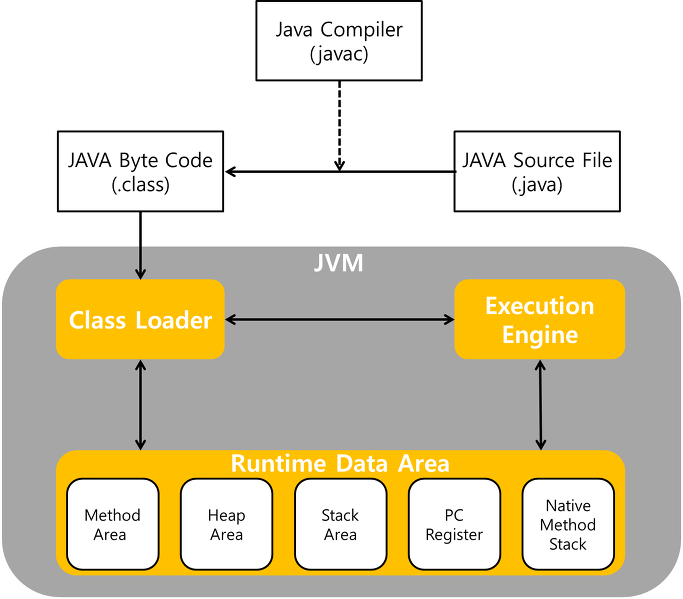 Java Compiler
(javac)
JAVA Byte Code
(.class)
JAVA Source File
(.java)
JVM
Class Loader
Execution
Engine
Runtime Data Area
Method
Area
Heap
Area
Stack
Area
PC
Register
Native
Method
Stack